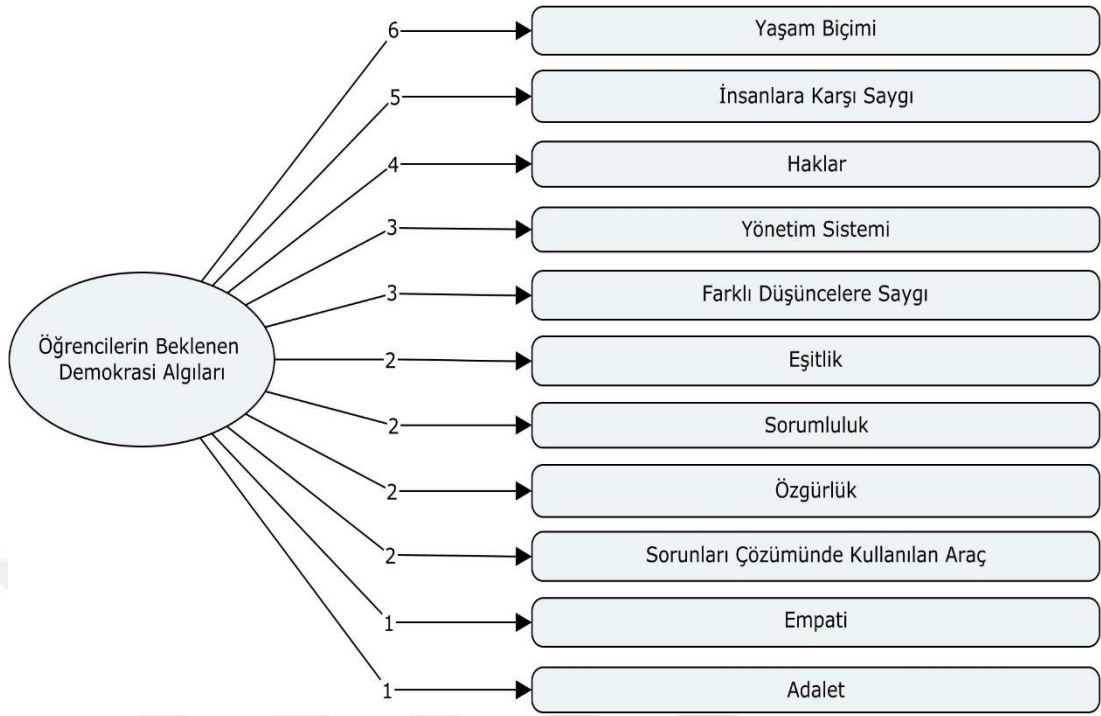 6
Yaşam Biçimi
5
İnsanlara Karşı Saygı
4
Haklar
3
Yönetim Sistemi
3
Farklı Düşüncelere Saygı
Öğrencilerin Beklenen
Demokrasi Algıları
2
Eşitlik
2
Sorumluluk
2
Özgürlük
2
Sorunları Çözümünde Kullanılan Araç
1
Empati
1
Adalet